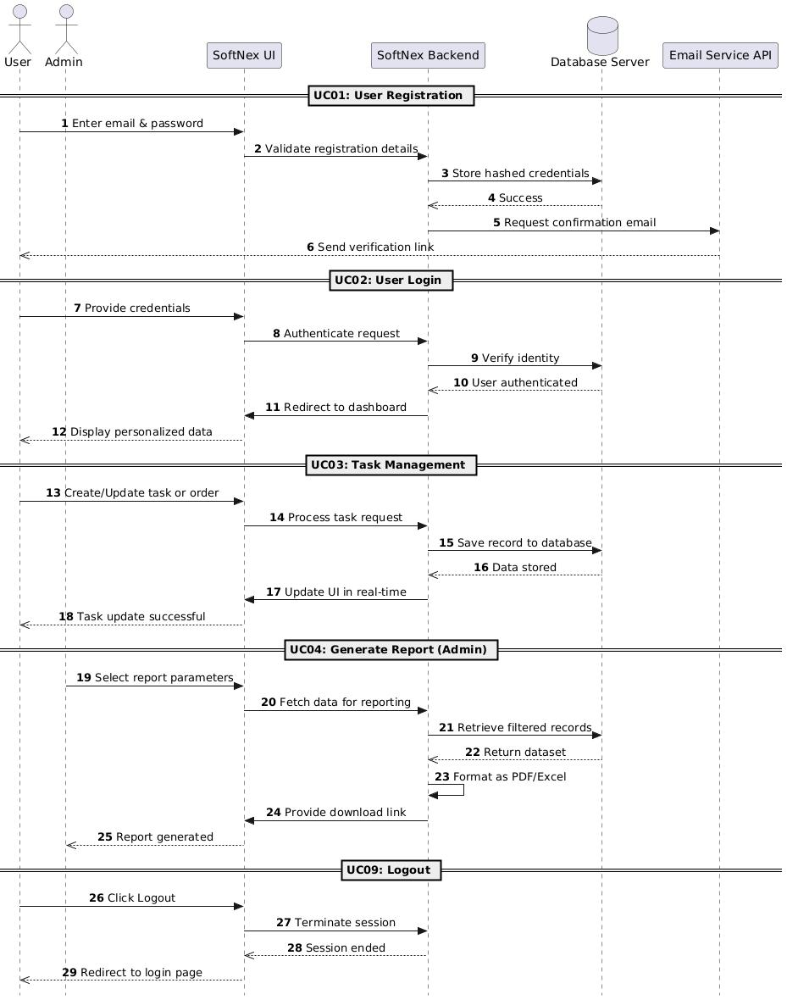 User
Admin
SoftNex UI
SoftNex Backend
Database Server
Email Service API
UC01: User Registration
1 Enter email & password
2 Validate registration details
3 Store hashed credentials
4 Success
5 Request confirmation email
6 Send verification link
UC02: User Login
7 Provide credentials
8 Authenticate request
9 Verify identity
10 User authenticated
11 Redirect to dashboard
12 Display personalized data
UC03: Task Management
13 Create/Update task or order
14 Process task request
15 Save record to database
16 Data stored
17 Update UI in real-time
18 Task update successful
UC04: Generate Report (Admin)
19 Select report parameters
20 Fetch data for reporting
21 Retrieve filtered records
22 Return dataset
23 Format as PDF/Excel
24 Provide download link
25 Report generated
UC09: Logout
26 Click Logout
27 Terminate session
28 Session ended
29 Redirect to login page